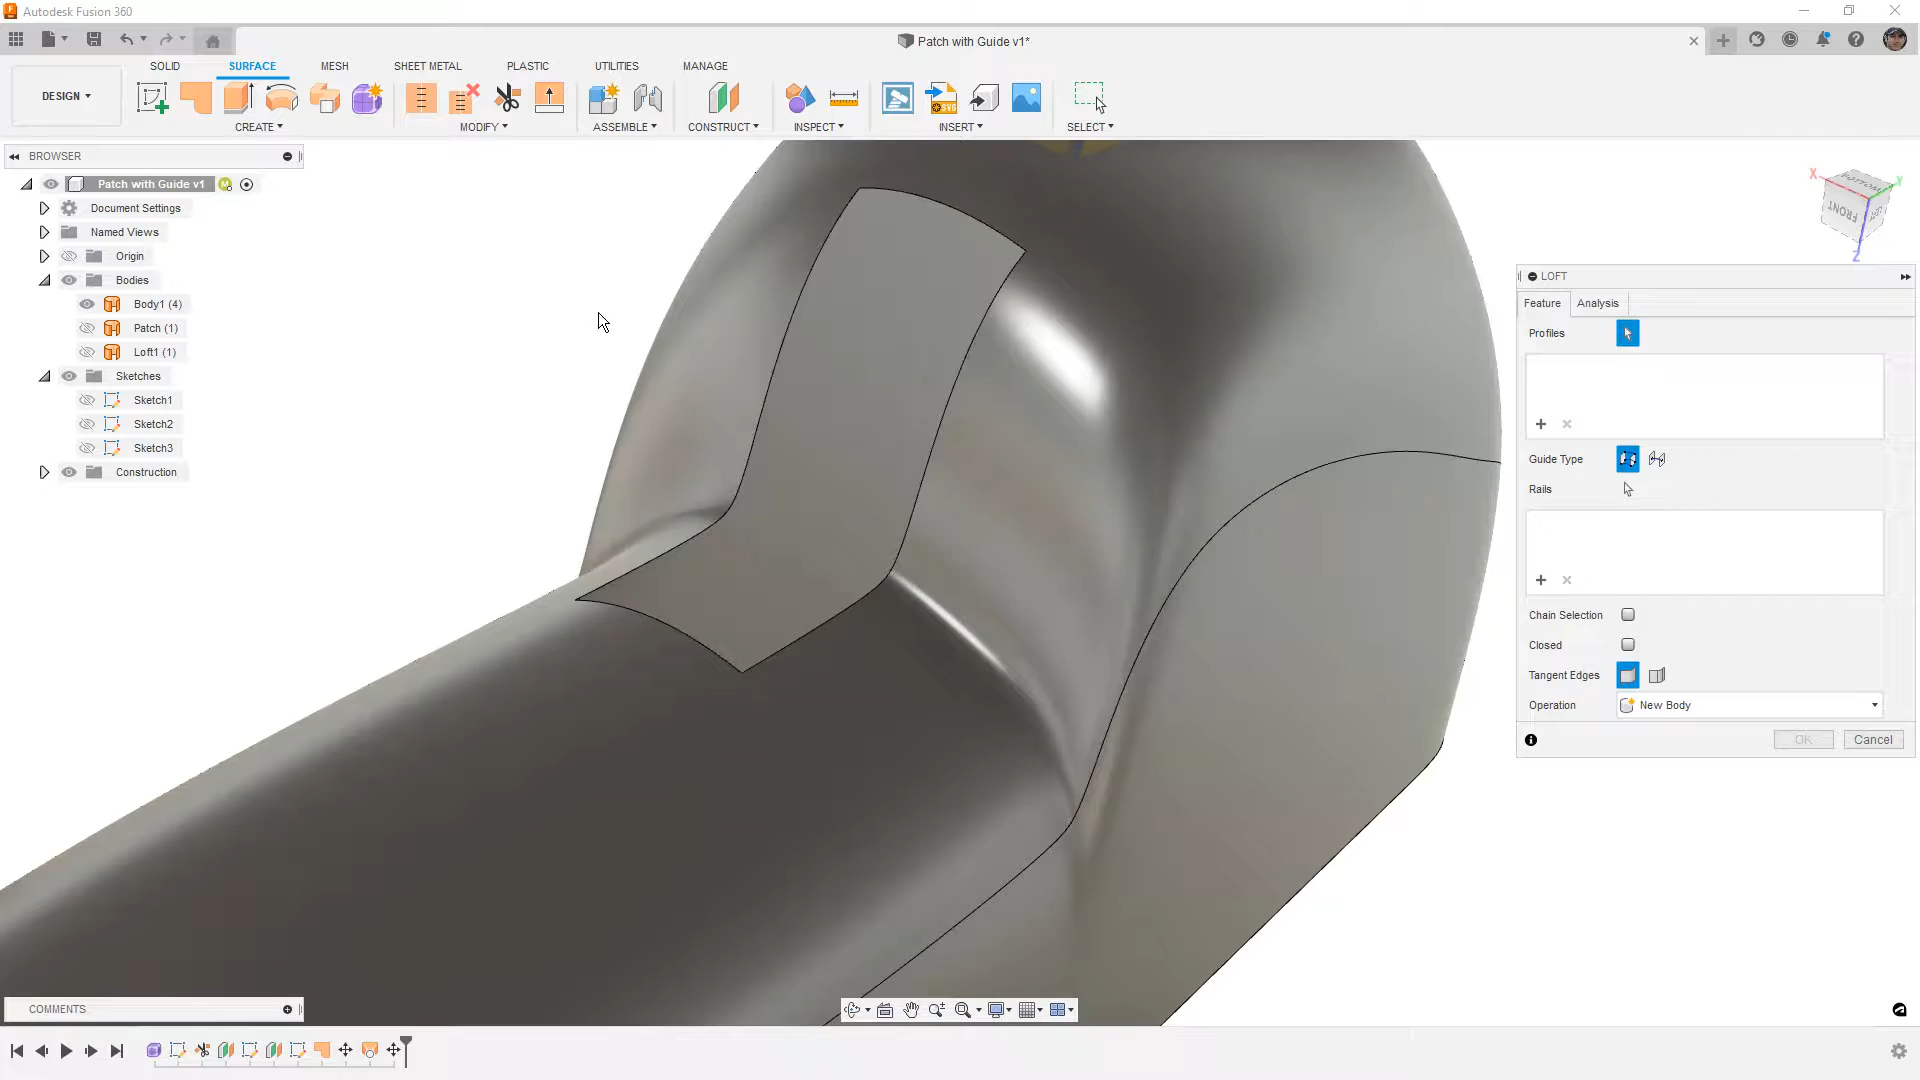 Autodesk Fusion 360
Patch with Guide v1*
SOLID SURFACE MESH SHEET METAL PLASTIC UTILITIES MANAGE
DESIGN
CREATE MODIFY ASSEMBLE CONSTRUCT INSPECT INSERT SELECT
BROWSER
Patch with Guide v1
Document Settings
Named Views
Origin
Bodies
Body1 (4)
Patch (1)
Loft1 (1)
Sketches
Sketch1
Sketch2
Sketch3
Construction
X
Y
BOTTOM
FRONT
Z
LOFT
Feature Analysis
Profiles
Guide Type
Rails
Chain Selection
Closed
Tangent Edges
Operation New Body
OK Cancel
COMMENTS